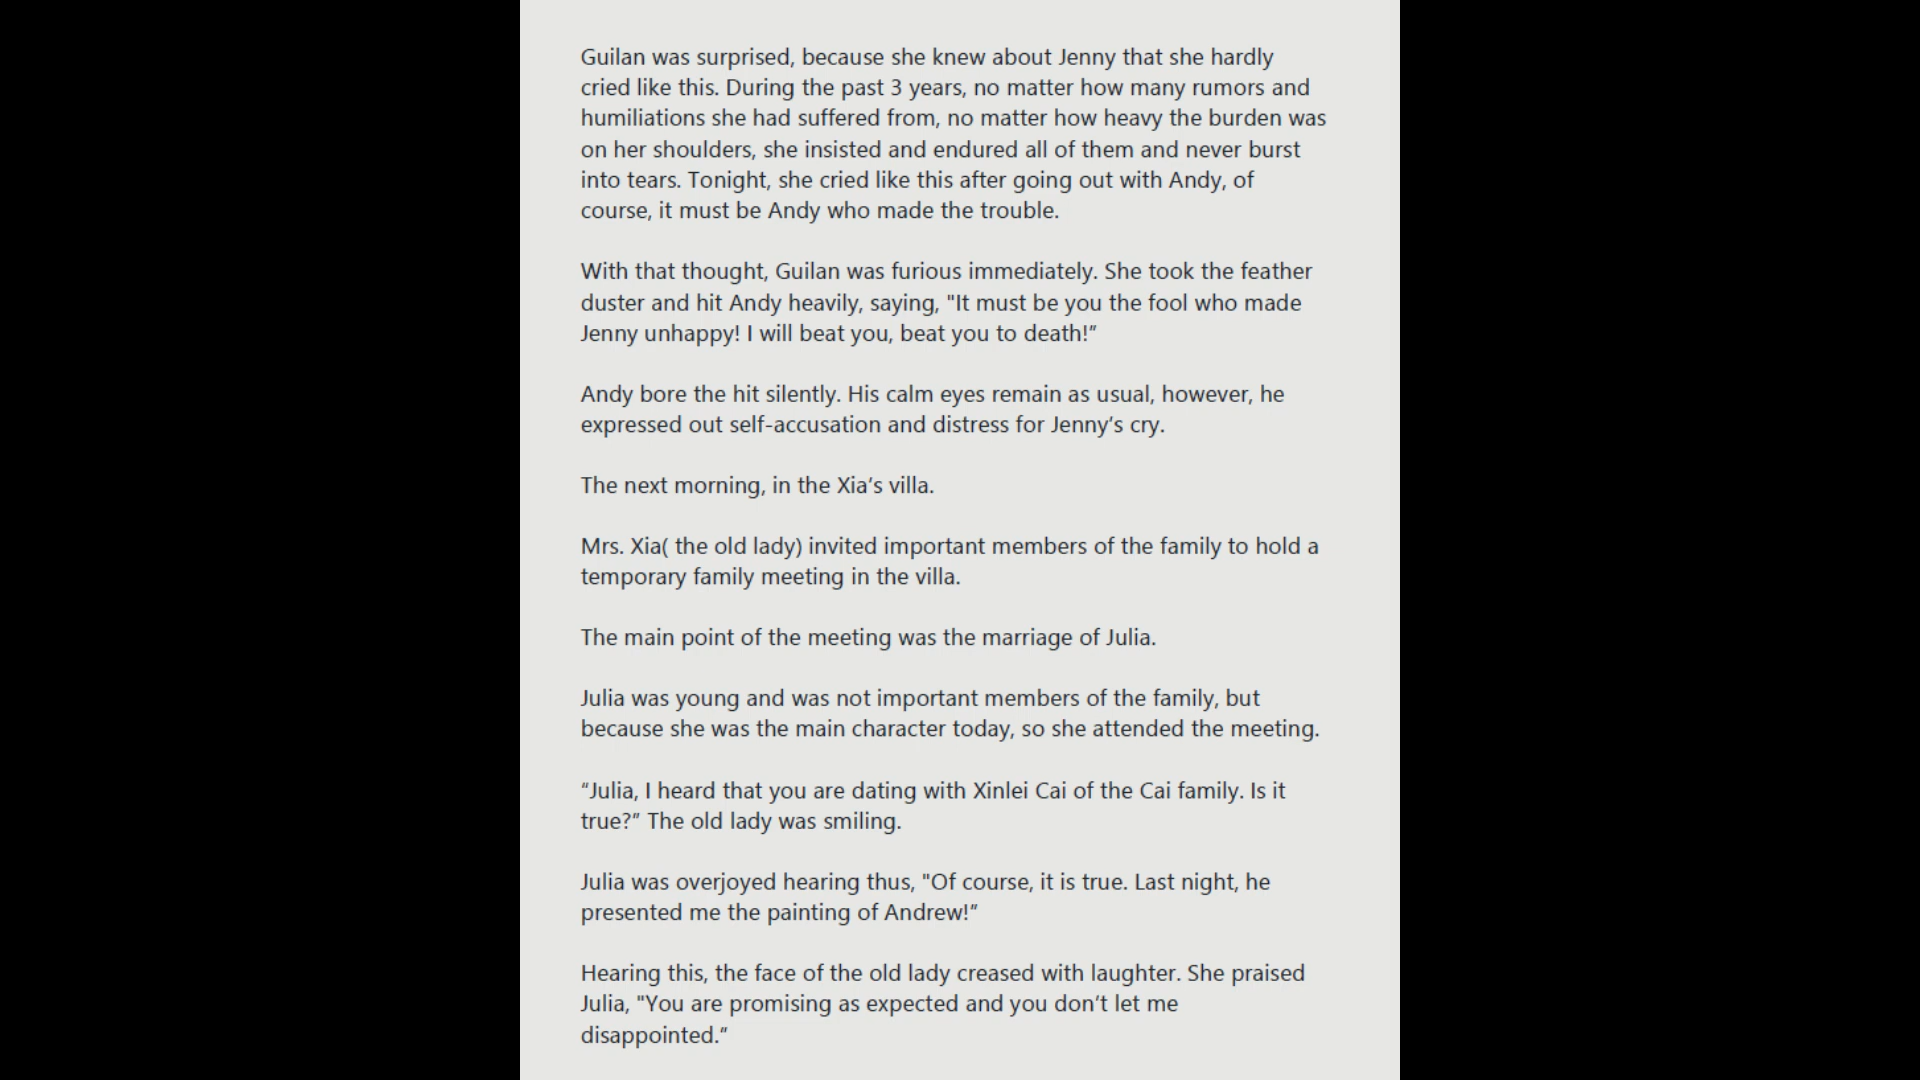 Guilan was surprised, because she knew about Jenny that she hardly
cried like this. During the past 3 years, no matter how many rumors and
humiliations she had suffered from, no matter how heavy the burden was
on her shoulders, she insisted and endured all of them and never burst
into tears. Tonight, she cried like this after going out with Andy, of
course, it must be Andy who made the trouble.
With that thought, Guilan was furious immediately. She took the feather
duster and hit Andy heavily, saying, "It must be you the fool who made
Jenny unhappy! I will beat you, beat you to death!”
Andy bore the hit silently. His calm eyes remain as usual, however, he
expressed out self-accusation and distress for Jenny’s cry.
The next morning, in the Xia’s villa.
Mrs. Xia( the old lady) invited important members of the family to hold a
temporary family meeting in the villa.
The main point of the meeting was the marriage of Julia.
Julia was young and was not important members of the family, but
because she was the main character today, so she attended the meeting.
“Julia, I heard that you are dating with Xinlei Cai of the Cai family. Is it
true?” The old lady was smiling.
Julia was overjoyed hearing thus, "Of course, it is true. Last night, he
presented me the painting of Andrew!”
Hearing this, the face of the old lady creased with laughter. She praised
Julia, "You are promising as expected and you don’t let me
disappointed.”